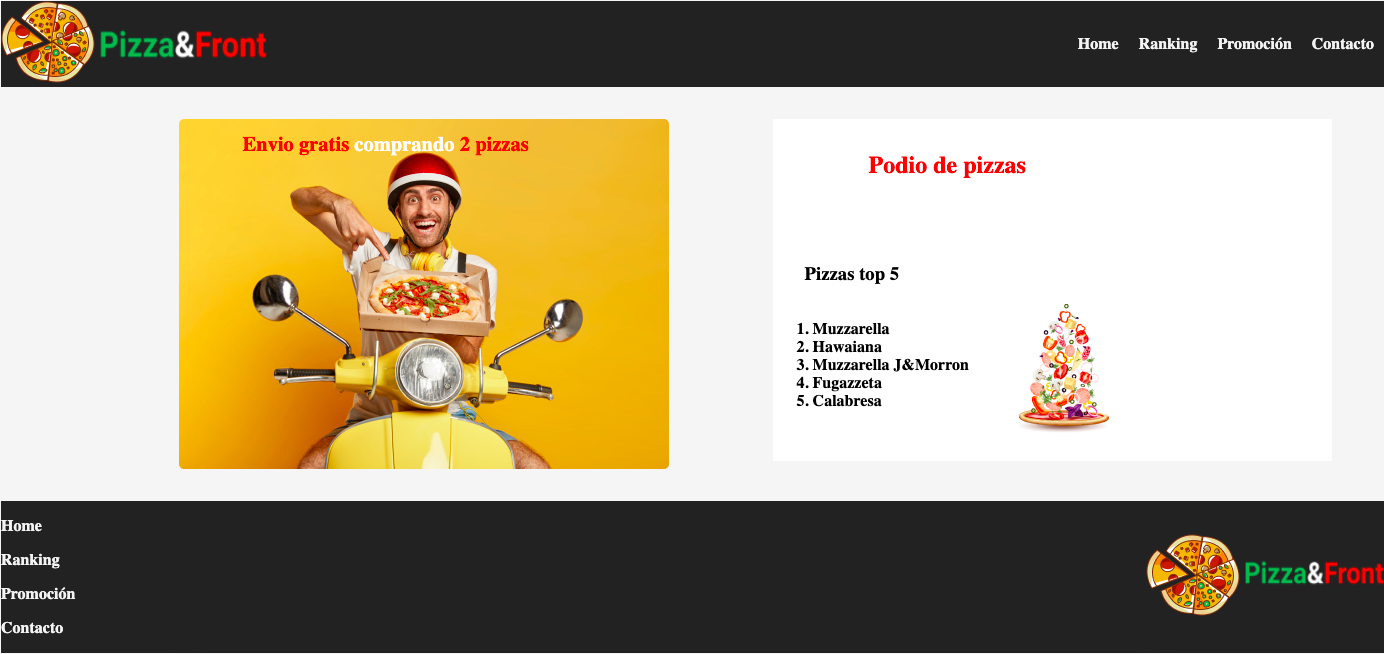 Pizza&Front
Home Ranking Promoción Contacto
Envio gratis comprando 2 pizzas
Podio de pizzas
Pizzas top 5
1. Muzzarella
2. Hawaiana
3. Muzzarella J&Morron
4. Fugazzeta
5. Calabresa
Home
Ranking
Promoción
Contacto
Pizza&Front